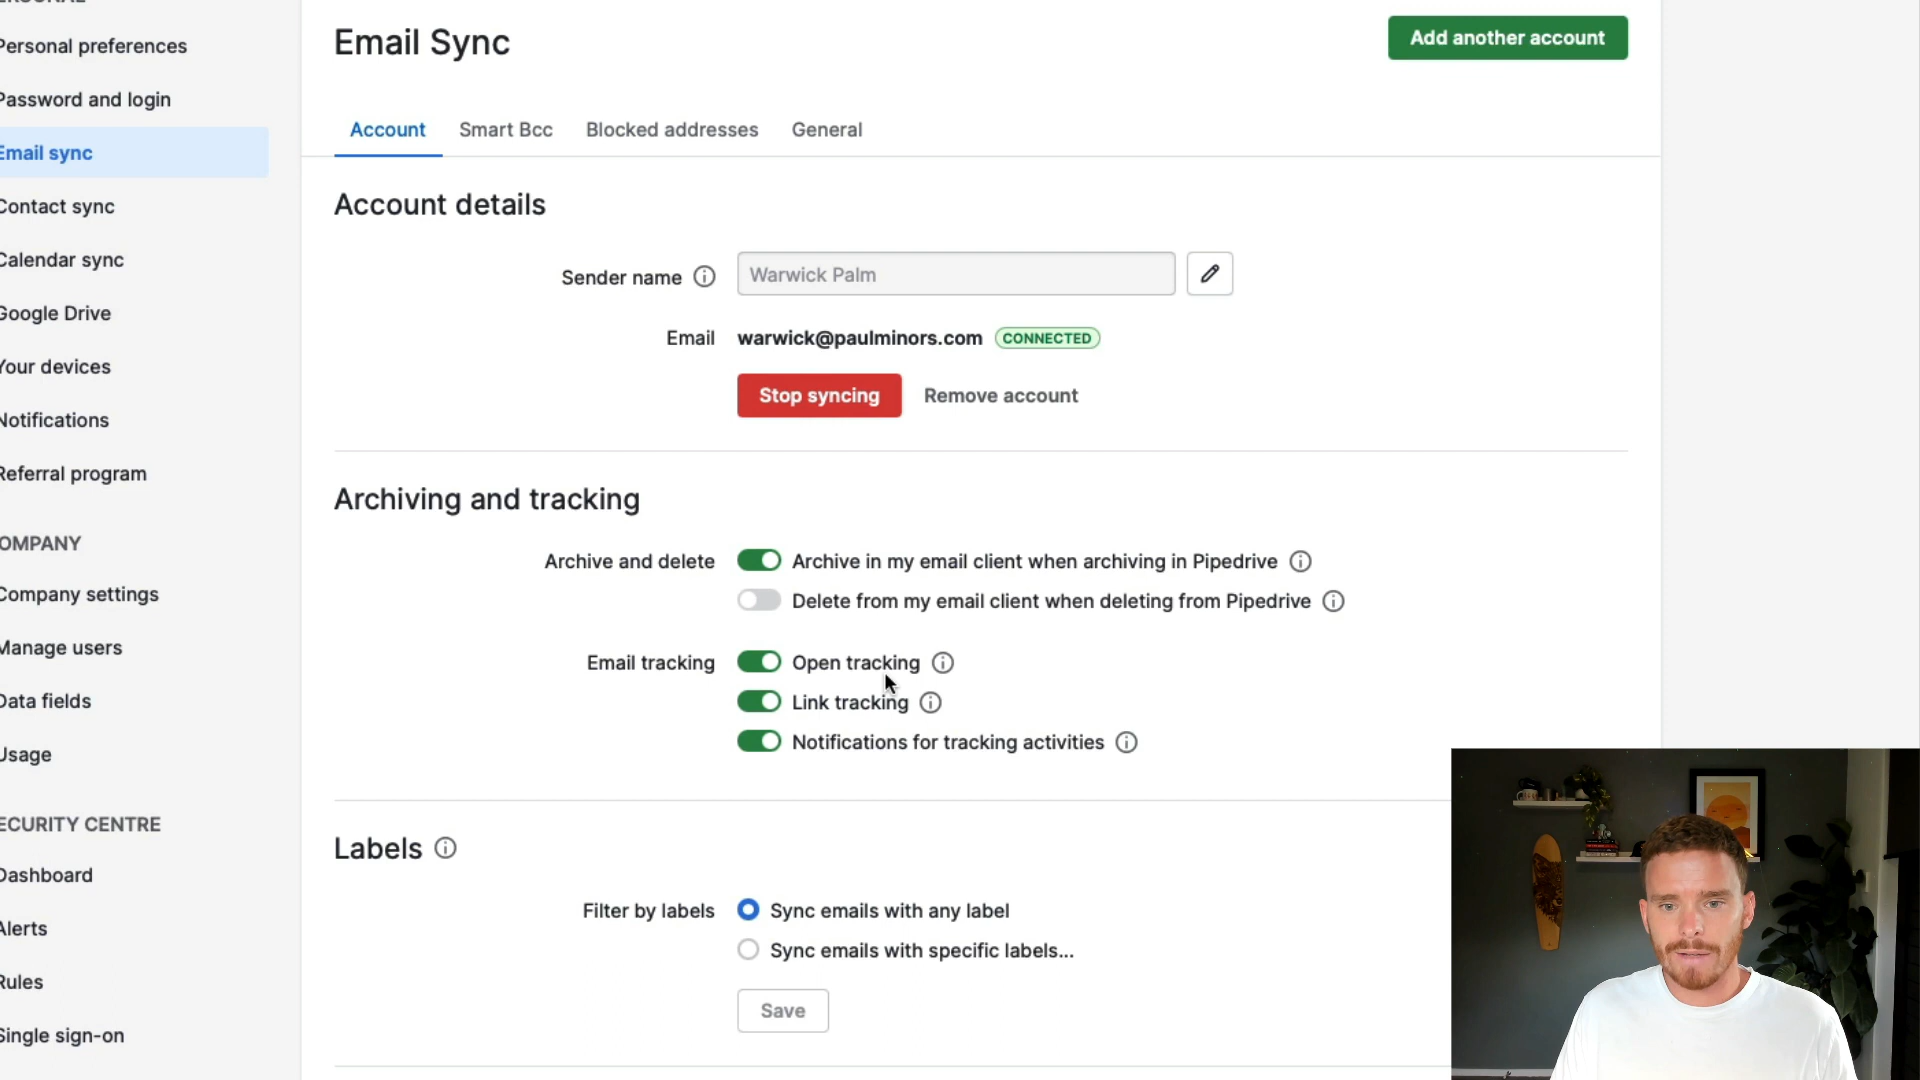 Personal preferences
Password and login
Email sync
Contact sync
Calendar sync
Google Drive
Your devices
Notifications
Referral program
OMPANY
Company settings
Manage users
Data fields
Usage
ECURITY CENTRE
Dashboard
Alerts
Rules
Single sign-on
Email Sync
Add another account
Account Smart Bcc Blocked addresses General
Account details
Sender name Warwick Palm
Email warwick@paulminors.com CONNECTED
Stop syncing Remove account
Archiving and tracking
Archive and delete Archive in my email client when archiving in Pipedrive
Delete from my email client when deleting from Pipedrive
Email tracking Open tracking
Link tracking
Notifications for tracking activities
Labels
Filter by labels Sync emails with any label
Sync emails with specific labels...
Save